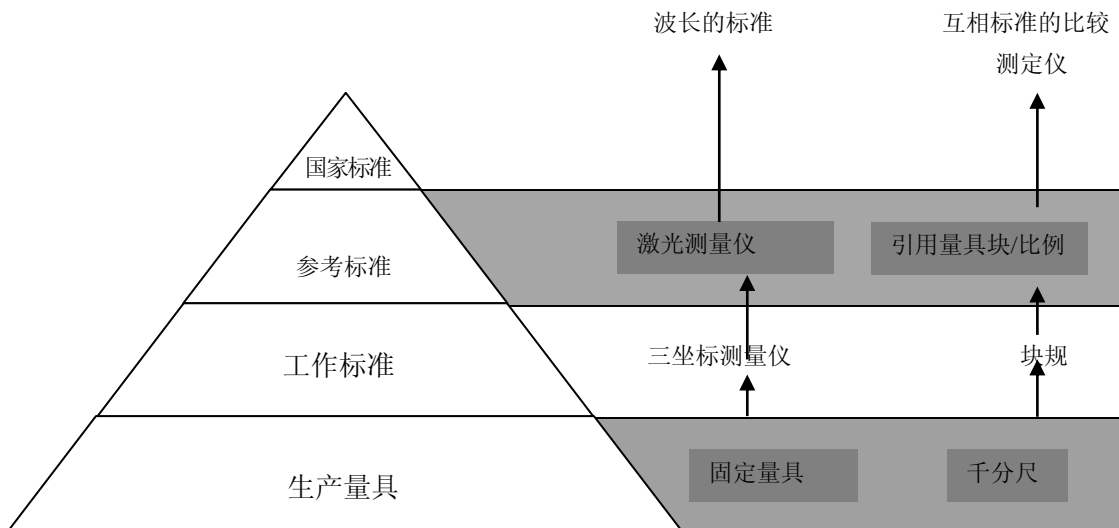 波长的标准
互相标准的比较
测定仪
国家标准
参考标准
激光测量仪
引用量具块/比例
工作标准
三坐标测量仪
块规
生产量具
固定量具
千分尺